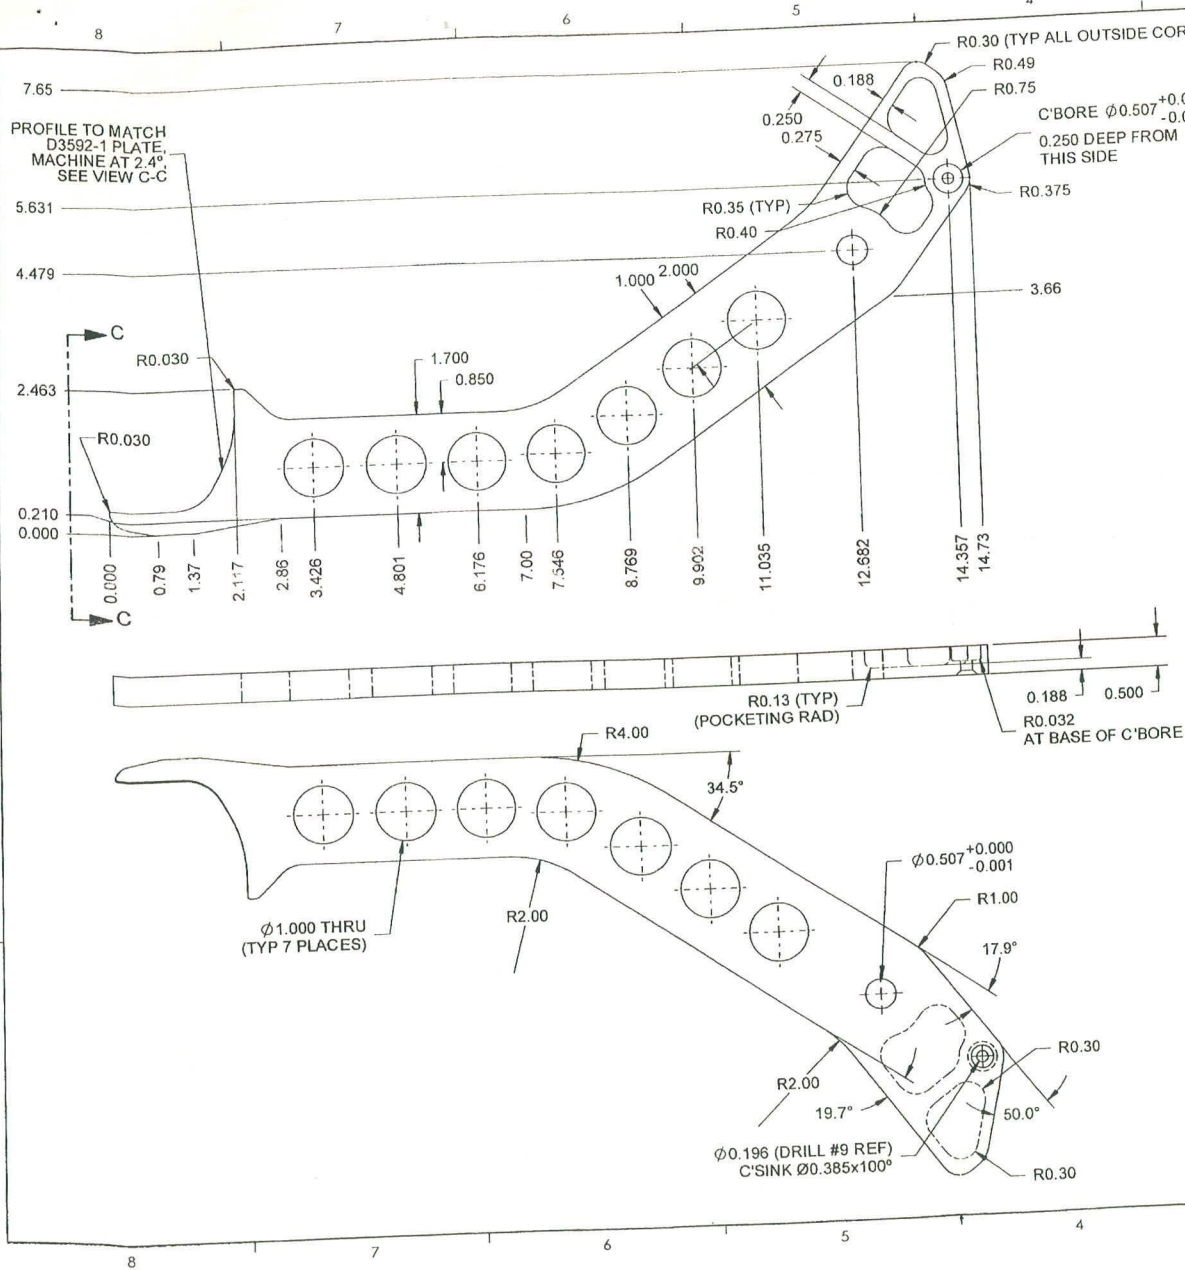 8
7
6
5
4
7.65
PROFILE TO MATCH
D3592-1 PLATE,
MACHINE AT 2.4°,
SEE VIEW C-C
5.631
4.479
C
R0.030
2.463
R0.030
0.210
0.000
C
1.700
0.850
1.000
2.000
0.250
0.275
0.188
R0.35 (TYP)
R0.40
R0.30 (TYP ALL OUTSIDE COR
R0.49
R0.75
C'BORE Ø0.507 +0.0
-0.0
0.250 DEEP FROM
THIS SIDE
R0.375
3.66
0.000
0.79
1.37
2.117
2.86
3.426
4.801
6.176
7.00
7.546
8.769
9.902
11.035
12.682
14.357
14.73
R0.13 (TYP)
(POCKETING RAD)
0.188
0.500
R0.032
AT BASE OF C'BORE
R4.00
34.5°
Ø1.000 THRU
(TYP 7 PLACES)
R2.00
Ø0.507 +0.000
-0.001
R1.00
17.9°
R2.00
19.7°
R0.30
50.0°
Ø0.196 (DRILL #9 REF)
C'SINK Ø0.385x100°
R0.30
8
7
6
5
4